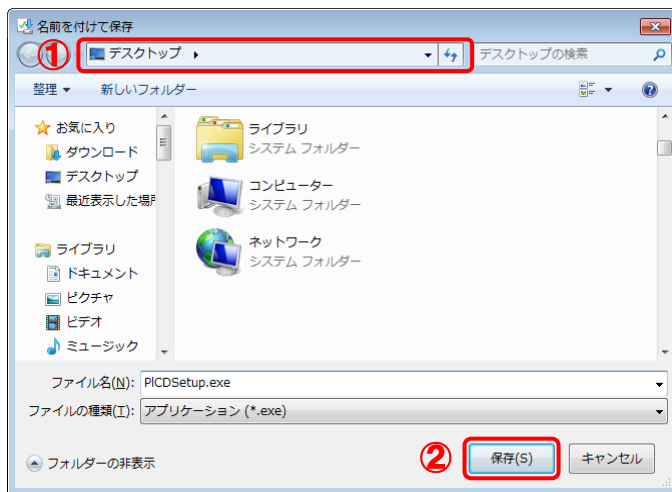 名前を付けて保存
①
デスクトップ
デスクトップの検索
整理
新しいフォルダー
お気に入り
ダウンロード
デスクトップ
最近表示した場所
ライブラリ
ドキュメント
ピクチャ
ビデオ
ミュージック
ライブラリ
システム フォルダー
コンピューター
システム フォルダー
ネットワーク
システム フォルダー
ファイル名(N): PICDSetup.exe
ファイルの種類(T): アプリケーション (*.exe)
フォルダーの非表示
②
保存(S)
キャンセル